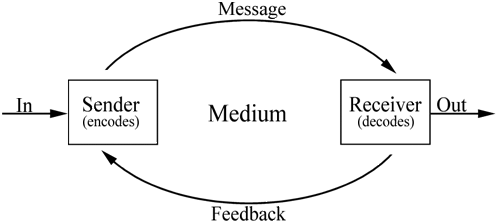 Message
In
Sender
(encodes)
Medium
Receiver
(decodes)
Out
Feedback